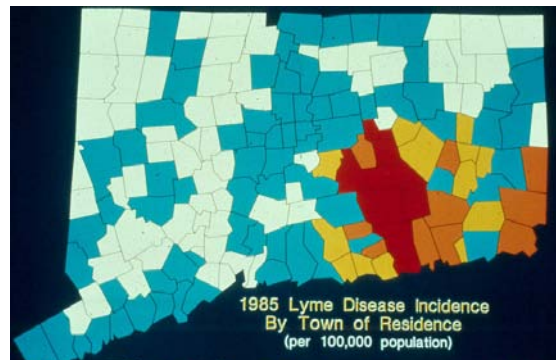 1985 Lyme Disease Incidence
By Town of Residence
(per 100,000 population)